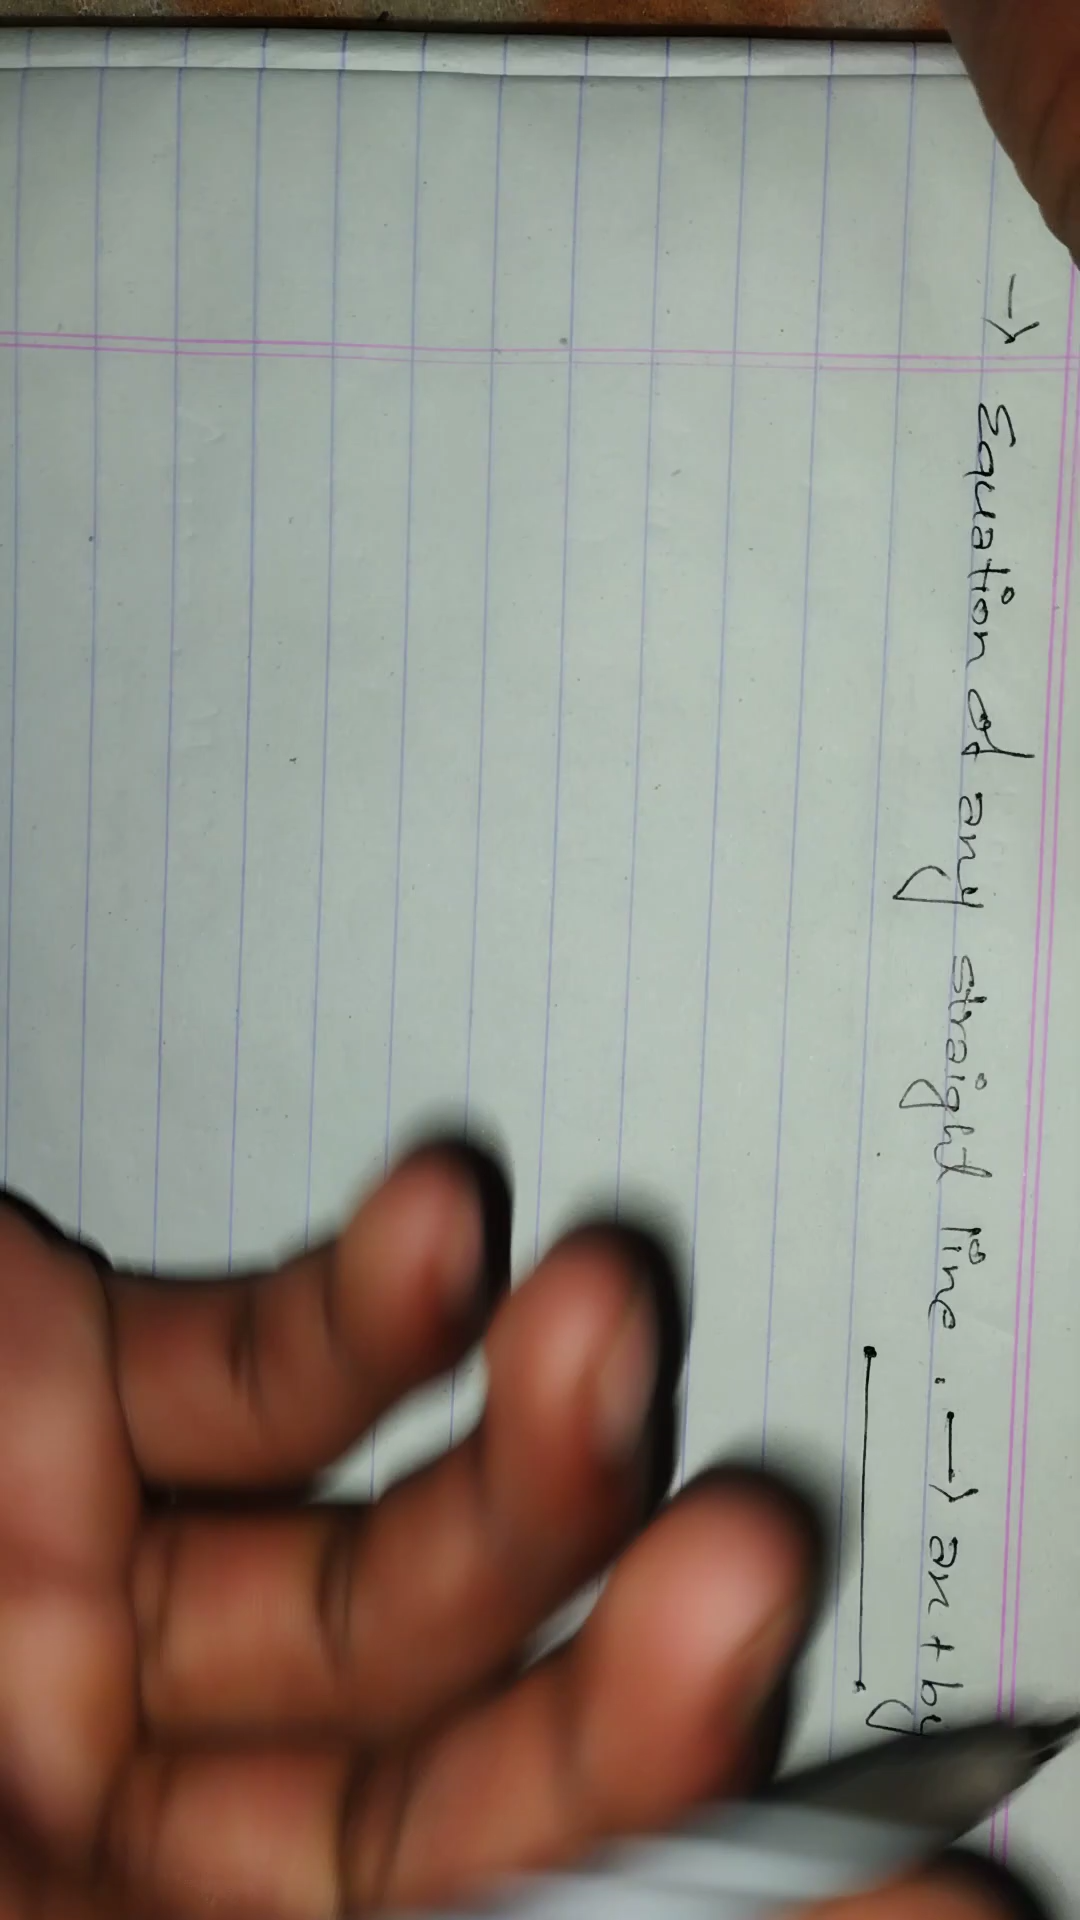 → Equation of any straight line. → ax + by